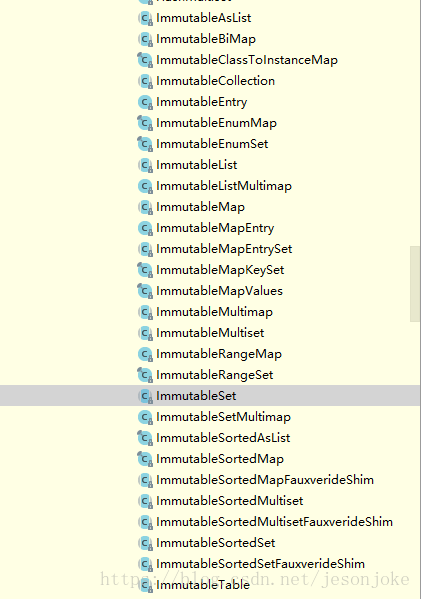 ImmutableAsList
ImmutableBiMap
ImmutableClassToInstanceMap
ImmutableCollection
ImmutableEntry
ImmutableEnumMap
ImmutableEnumSet
ImmutableList
ImmutableListMultimap
ImmutableMap
ImmutableMapEntry
ImmutableMapEntrySet
ImmutableMapKeySet
ImmutableMapValues
ImmutableMultimap
ImmutableMultiset
ImmutableRangeMap
ImmutableRangeSet
ImmutableSet
ImmutableSetMultimap
ImmutableSortedAsList
ImmutableSortedMap
ImmutableSortedMapFauxverideShim
ImmutableSortedMultiset
ImmutableSortedMultisetFauxverideShim
ImmutableSortedSet
ImmutableSortedSetFauxverideShim
https://blog.csdn.net/jesonjoke
ImmutableTable